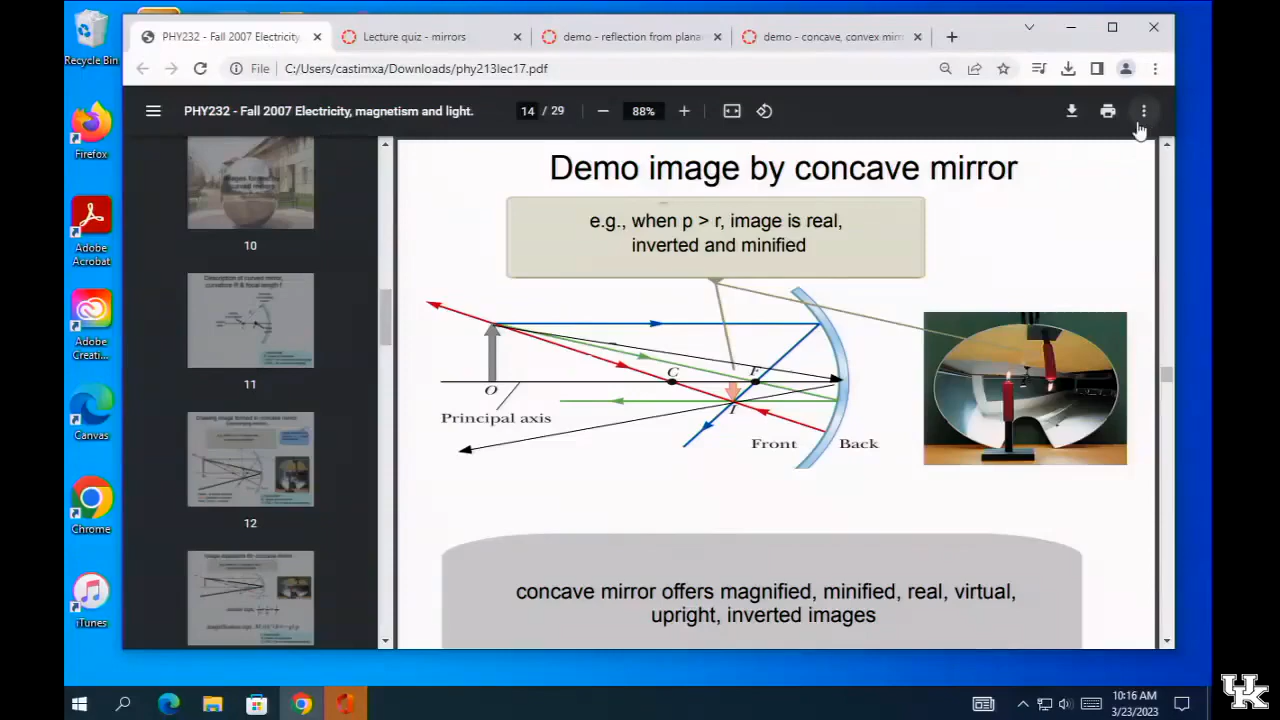 Recycle Bin
Firefox
Adobe
Acrobat
Adobe
Creati...
Canvas
Chrome
iTunes
PHY232 - Fall 2007 Electricity,
Lecture quiz - mirrors
demo - reflection from plana
demo - concave, convex mirr
File
C:/Users/castimxa/Downloads/phy213lec17.pdf
PHY232 - Fall 2007 Electricity, magnetism and light.
14 / 29
88%
10
11
12
Demo image by concave mirror
e.g., when p > r, image is real,
inverted and minified
O
C
F
I
Principal axis
Front
Back
concave mirror offers magnified, minified, real, virtual,
upright, inverted images
10:16 AM
3/23/2023
UK